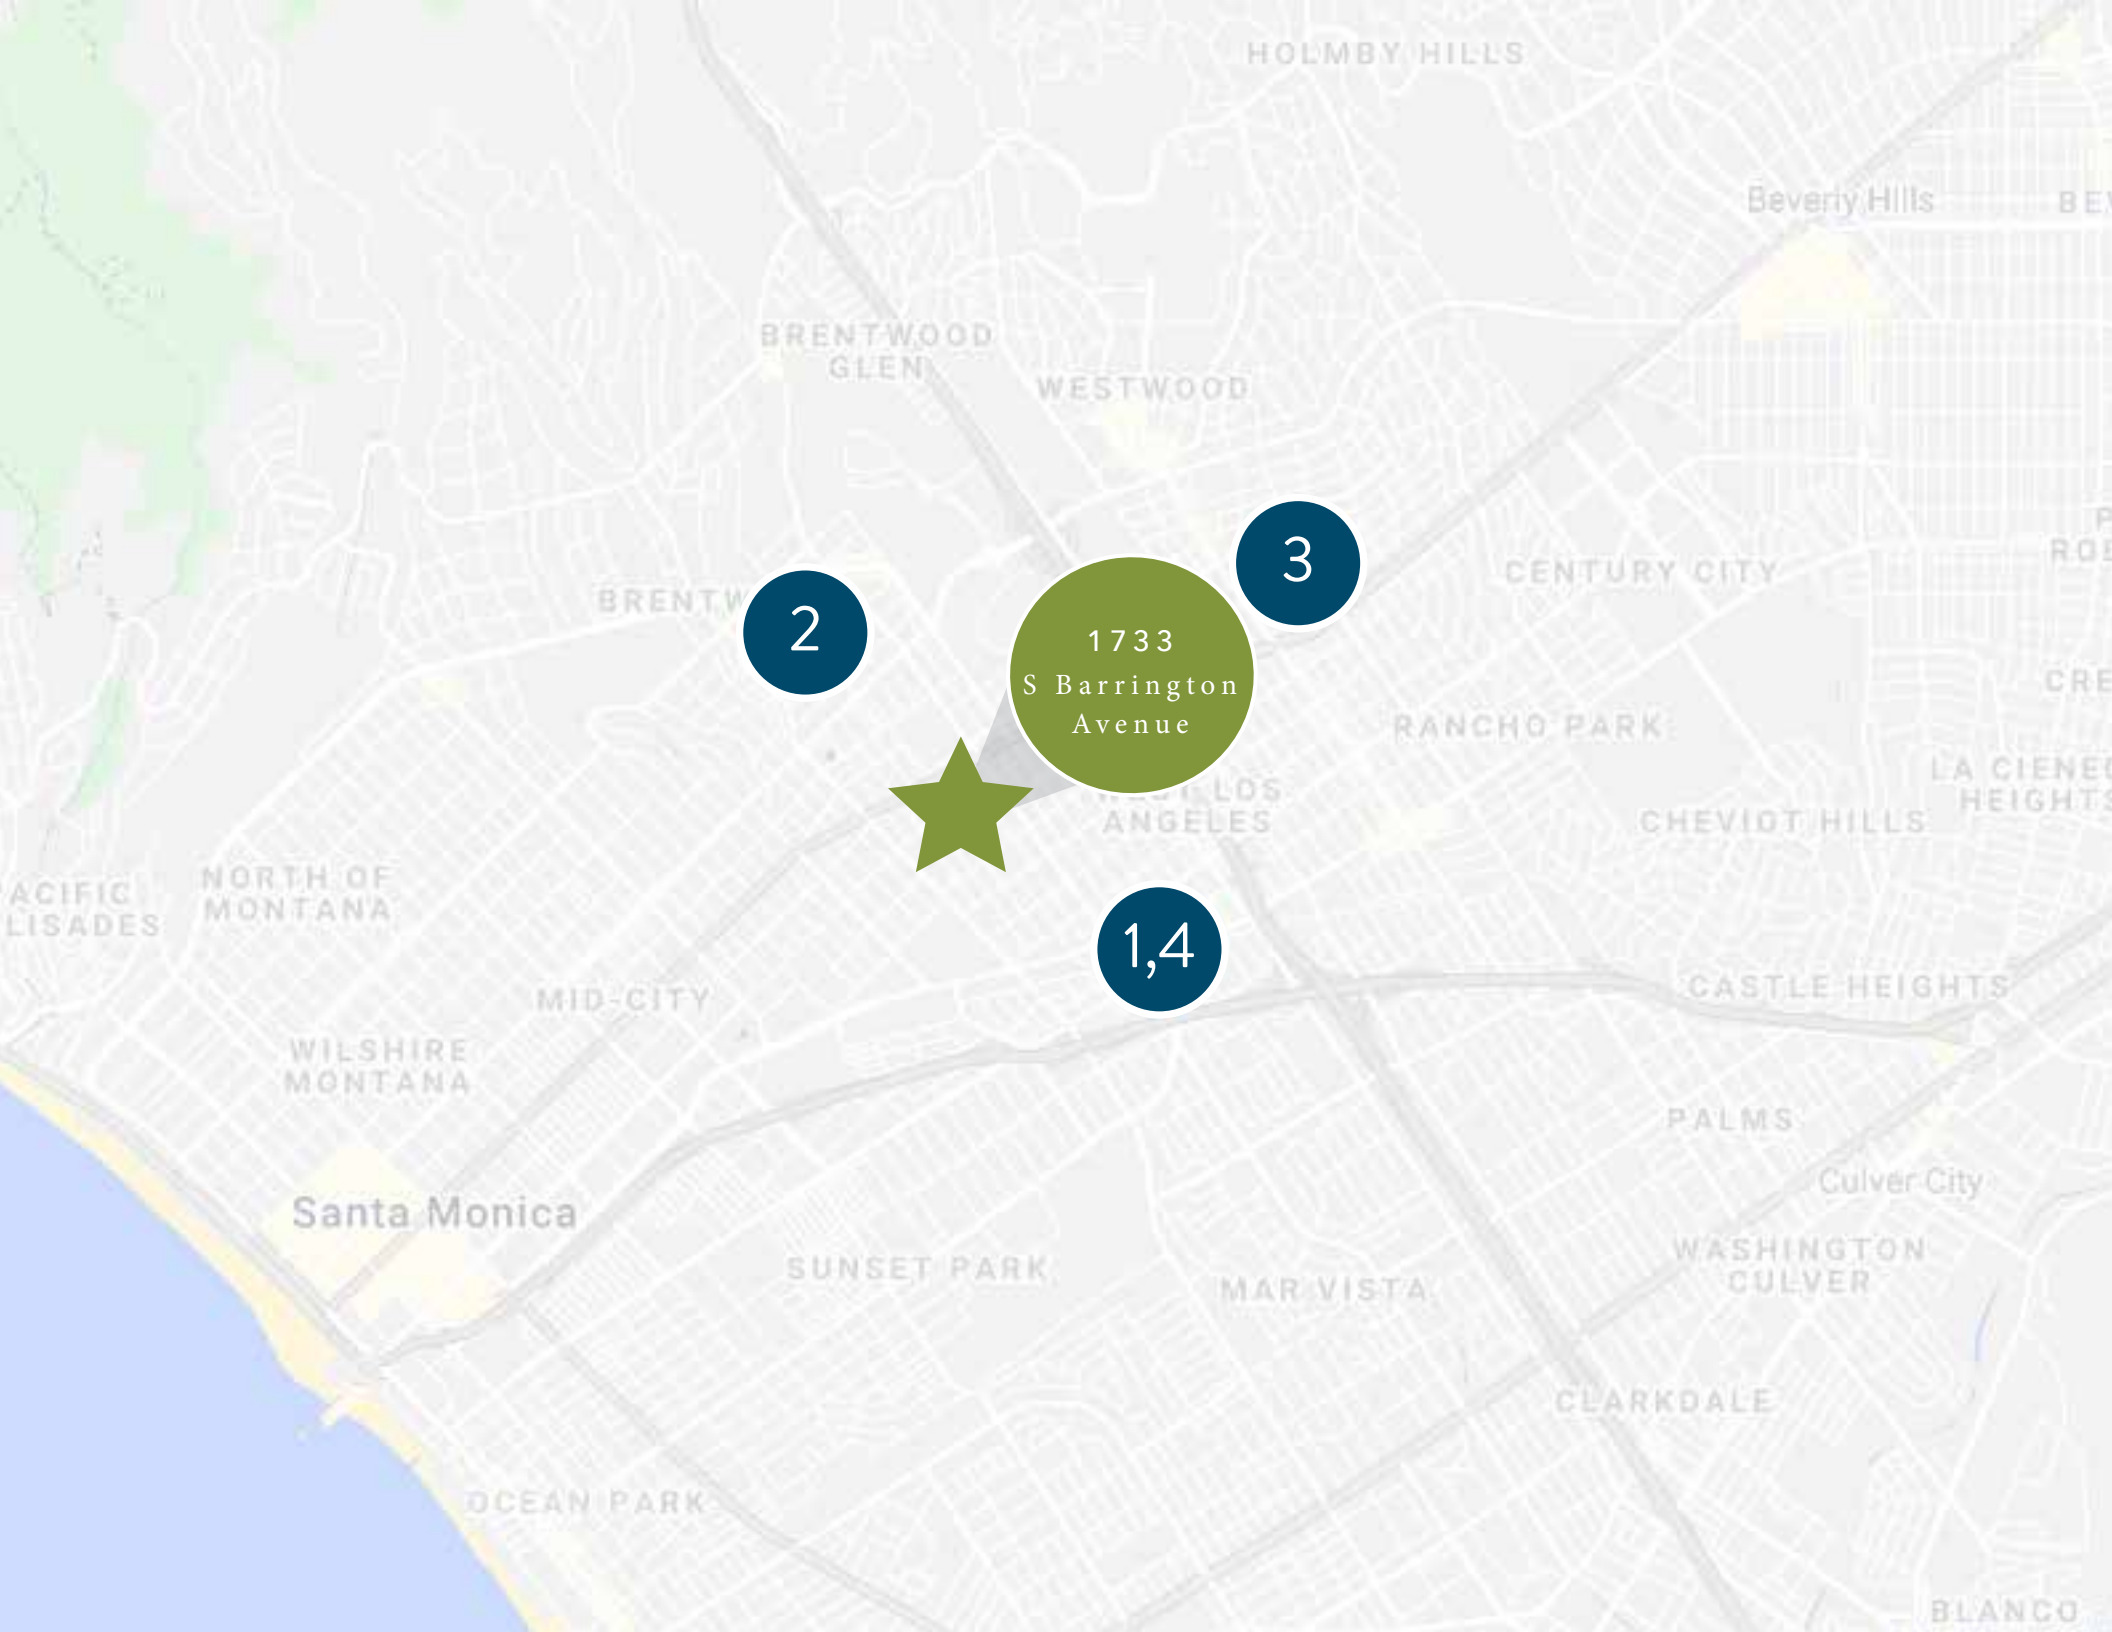 HOLMBY HILLS
Beverly Hills
BRENTWOOD
GLEN
WESTWOOD
3
CENTURY CITY
2
1733
S Barrington
Avenue
RANCHO PARK
LOS
ANGELES
CHEVIOT HILLS
LA
HEIGHTS
NORTH OF
MONTANA
1,4
MID-CITY
CASTLE HEIGHTS
WILSHIRE
MONTANA
PALMS
Culver City
Santa Monica
SUNSET PARK
MAR VISTA
WASHINGTON
CULVER
CLARKDALE
OCEAN PARK
BLANCO